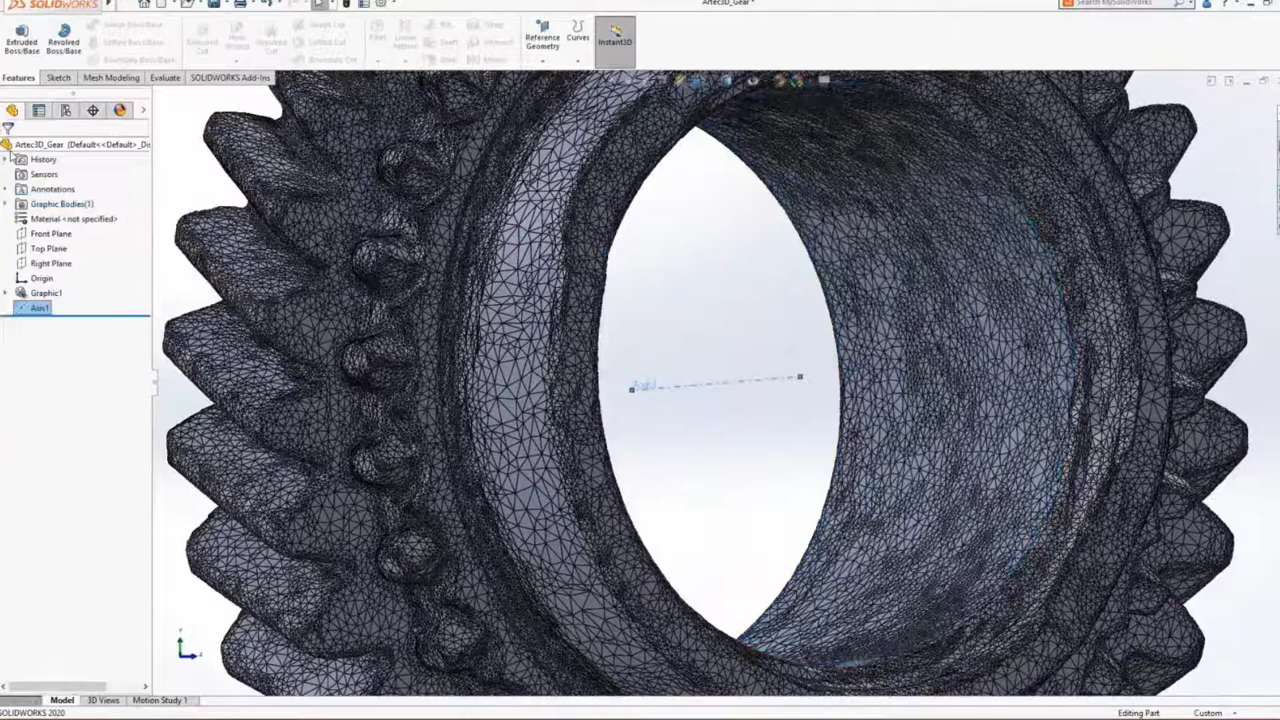 SOLIDWORKS
Artec3D_Gear *
Search MySolidWorks
Extruded Boss/Base
Revolved Boss/Base
Swept Boss/Base
Lofted Boss/Base
Boundary Boss/Base
Extruded Cut
Hole Wizard
Revolved Cut
Swept Cut
Lofted Cut
Boundary Cut
Fillet
Linear Pattern
Rib
Draft
Shell
Wrap
Intersect
Mirror
Reference Geometry
Curves
Instant3D
Features
Sketch
Mesh Modeling
Evaluate
SOLIDWORKS Add-Ins
Artec3D_Gear (Default<<Default>_Dis
History
Sensors
Annotations
Graphic Bodies(1)
Material <not specified>
Front Plane
Top Plane
Right Plane
Origin
Graphic1
Axis1
Axis1
Model
3D Views
Motion Study 1
SOLIDWORKS 2020
Editing Part
Custom